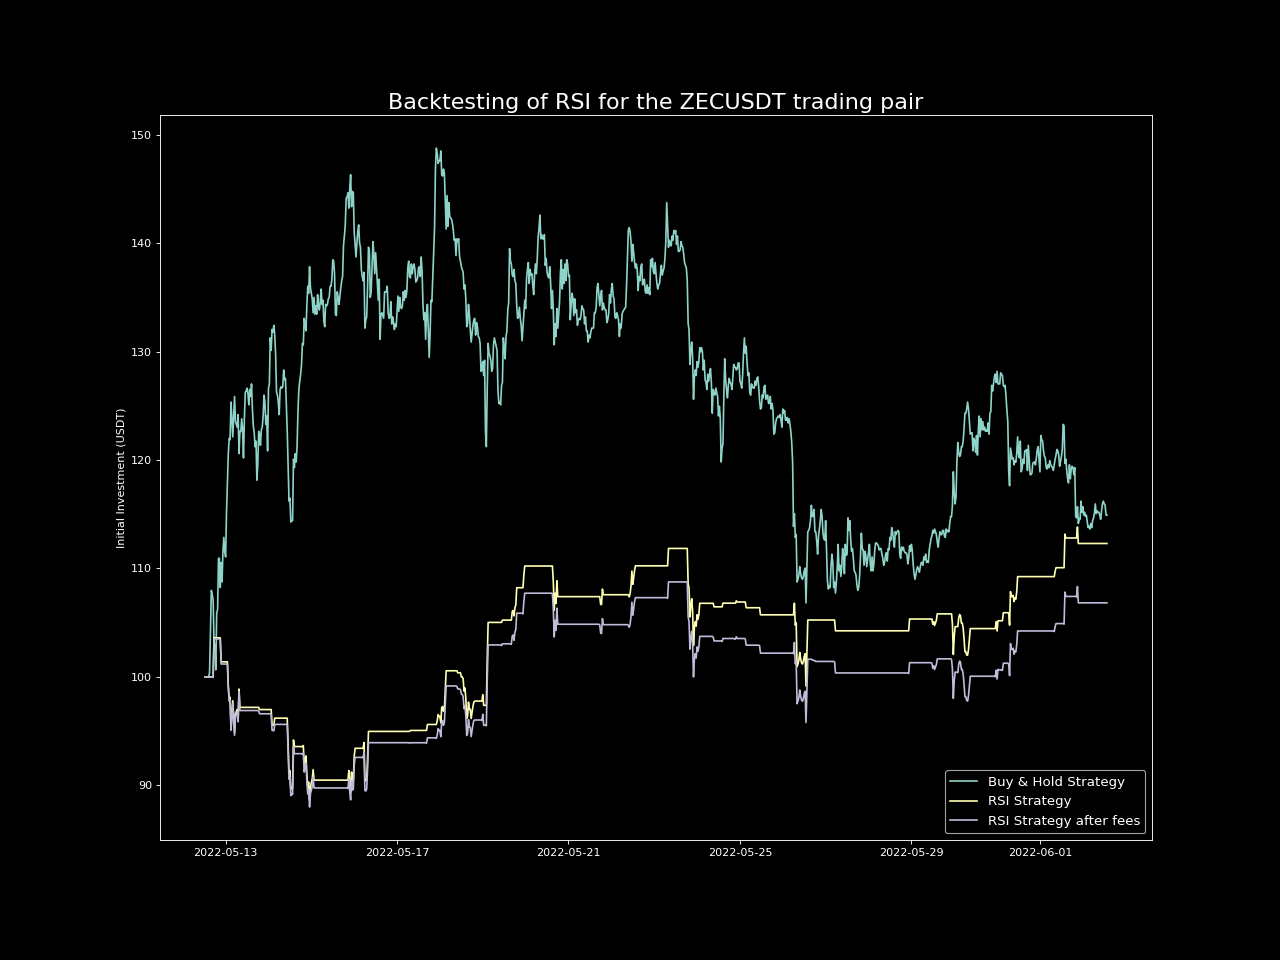 Backtesting of RSI for the ZECUSDT trading pair
150
140
130
120
110
100
90
Initial Investment (USDT)
2022-05-13
2022-05-17
2022-05-21
2022-05-25
2022-05-29
2022-06-01
Buy & Hold Strategy
RSI Strategy
RSI Strategy after fees